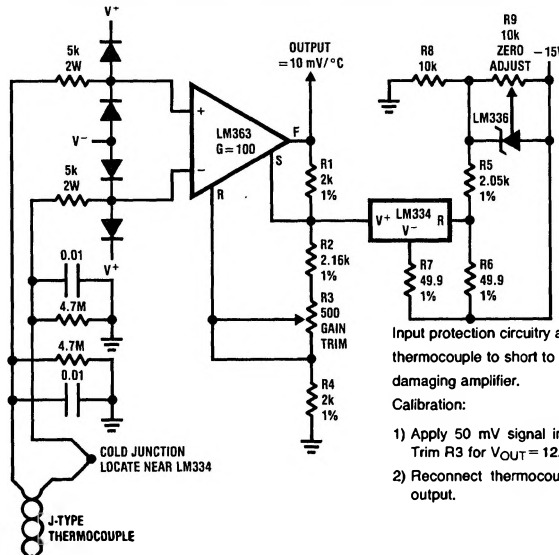 V+
5k
2W
V−
5k
2W
V+
0.01
4.7M
4.7M
0.01
COLD JUNCTION
LOCATE NEAR LM334
J-TYPE
THERMOCOUPLE
+
−
LM363
G=100
R
S
F
OUTPUT
=10 mV/°C
R1
2k
1%
R2
2.16k
1%
R3
500
GAIN
TRIM
R4
2k
1%
V+
LM334
V−
R
R7
49.9
1%
R8
10k
R9
10k
ZERO
ADJUST
−15V
LM336
R5
2.05k
1%
R6
49.9
1%
Input protection circuitry a
thermocouple to short to
damaging amplifier.
Calibration:
1) Apply 50 mV signal in
Trim R3 for VOUT = 12.
2) Reconnect thermocou
output.